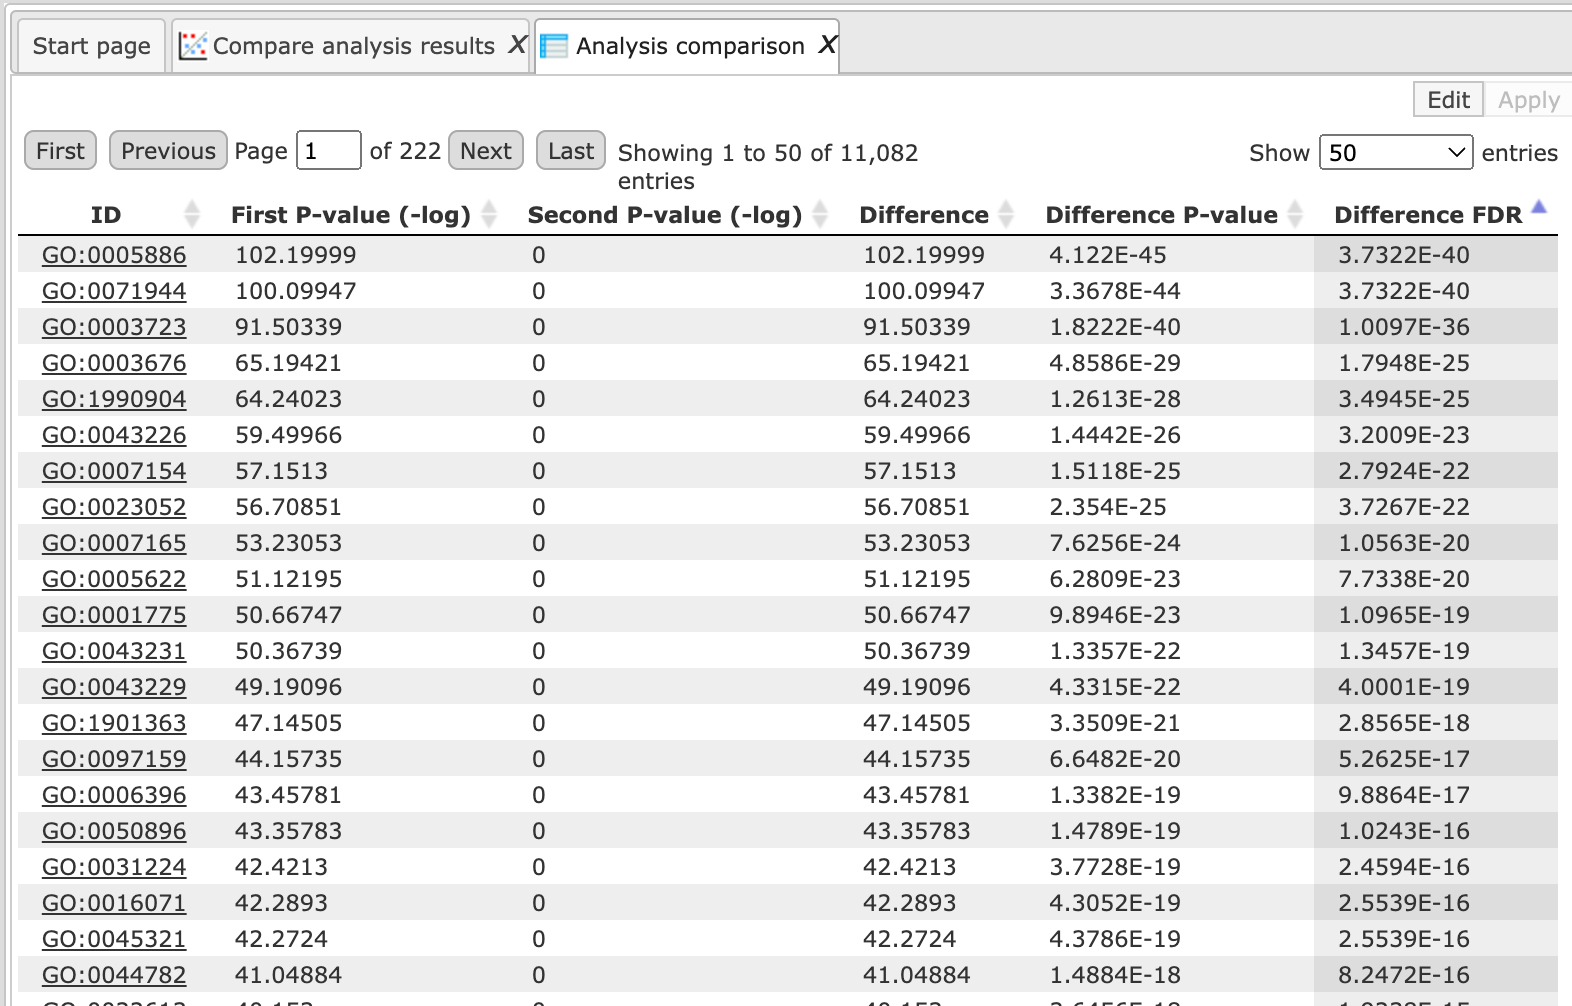 Start page Compare analysis results X Analysis comparison X
Edit Apply
First Previous Page 1 of 222 Next Last Showing 1 to 50 of 11,082 entries Show 50 entries
ID First P-value (-log) Second P-value (-log) Difference Difference P-value Difference FDR
GO:0005886 102.19999 0 102.19999 4.122E-45 3.7322E-40
GO:0071944 100.09947 0 100.09947 3.3678E-44 3.7322E-40
GO:0003723 91.50339 0 91.50339 1.8222E-40 1.0097E-36
GO:0003676 65.19421 0 65.19421 4.8586E-29 1.7948E-25
GO:1990904 64.24023 0 64.24023 1.2613E-28 3.4945E-25
GO:0043226 59.49966 0 59.49966 1.4442E-26 3.2009E-23
GO:0007154 57.1513 0 57.1513 1.5118E-25 2.7924E-22
GO:0023052 56.70851 0 56.70851 2.354E-25 3.7267E-22
GO:0007165 53.23053 0 53.23053 7.6256E-24 1.0563E-20
GO:0005622 51.12195 0 51.12195 6.2809E-23 7.7338E-20
GO:0001775 50.66747 0 50.66747 9.8946E-23 1.0965E-19
GO:0043231 50.36739 0 50.36739 1.3357E-22 1.3457E-19
GO:0043229 49.19096 0 49.19096 4.3315E-22 4.0001E-19
GO:1901363 47.14505 0 47.14505 3.3509E-21 2.8565E-18
GO:0097159 44.15735 0 44.15735 6.6482E-20 5.2625E-17
GO:0006396 43.45781 0 43.45781 1.3382E-19 9.8864E-17
GO:0050896 43.35783 0 43.35783 1.4789E-19 1.0243E-16
GO:0031224 42.4213 0 42.4213 3.7728E-19 2.4594E-16
GO:0016071 42.2893 0 42.2893 4.3052E-19 2.5539E-16
GO:0045321 42.2724 0 42.2724 4.3786E-19 2.5539E-16
GO:0044782 41.04884 0 41.04884 1.4884E-18 8.2472E-16